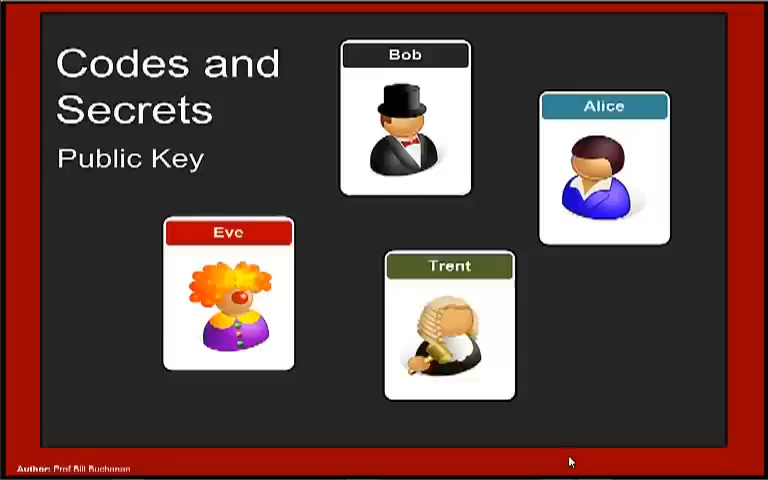 Codes and
Secrets
Public Key
Bob
Alice
Eve
Trent
Author: Prof Bill Buchanan